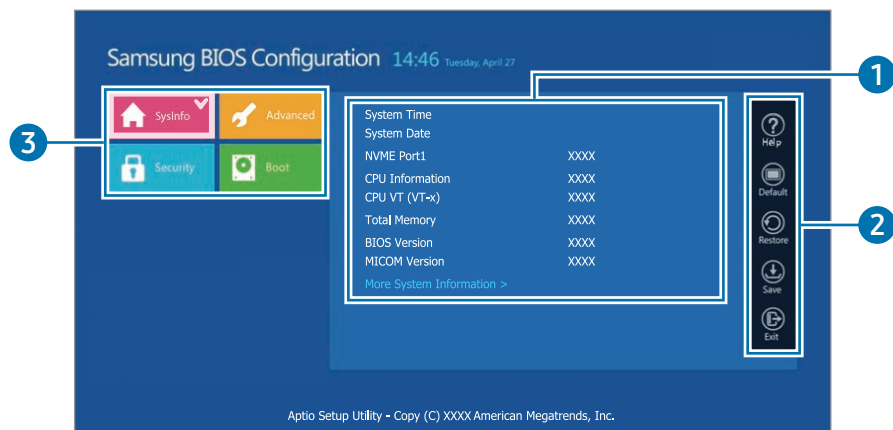 Samsung BIOS Configuration 14:46 Tuesday, April 27
1
SysInfo
Advanced
Security
Boot
3
System Time
System Date
NVME Port1 XXXX
CPU Information XXXX
CPU VT (VT-x) XXXX
Total Memory XXXX
BIOS Version XXXX
MICOM Version XXXX
More System Information >
Help
Default
Restore
Save
Exit
2
Aptio Setup Utility - Copy (C) XXXX American Megatrends, Inc.